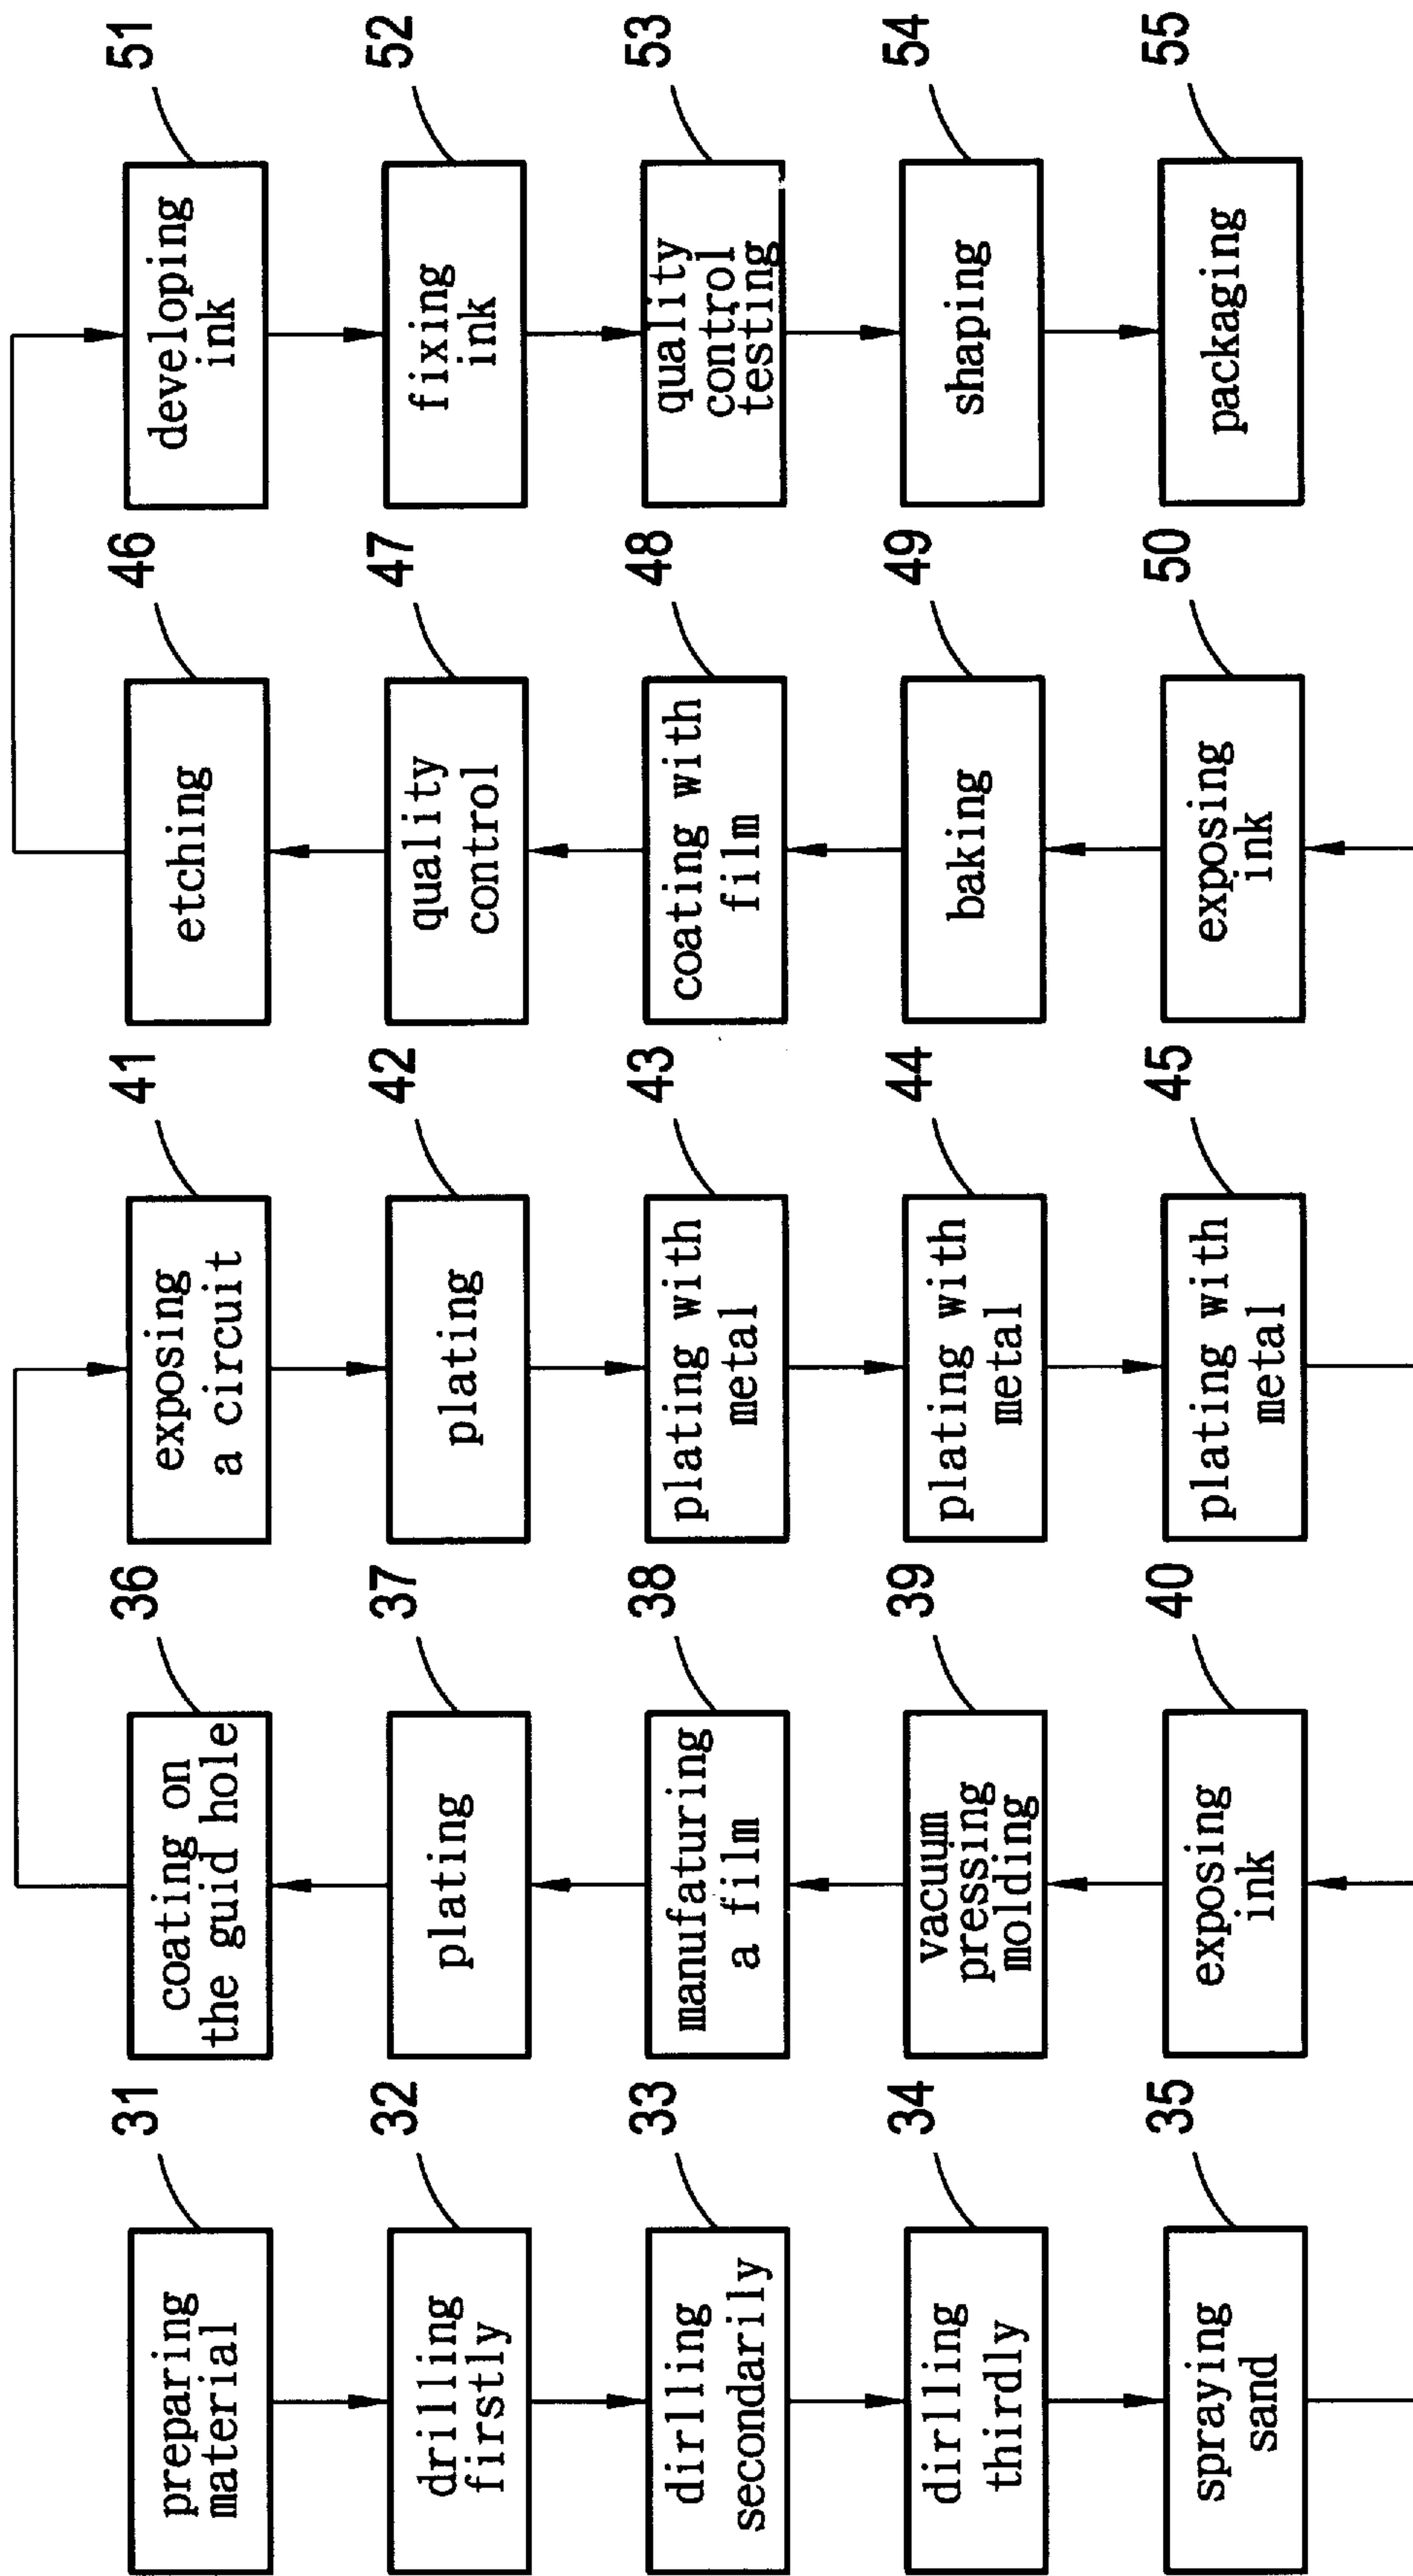 31
preparing
material
32
drilling
firstly
33
dirlling
secondarily
34
dirlling
thirdly
35
spraying
sand
36
coating on
the guid hole
37
plating
38
manufaturing
a film
39
vacuum
pressing
molding
40
exposing
ink
41
exposing
a circuit
42
plating
43
plating with
metal
44
plating with
metal
45
plating with
metal
46
etching
47
quality
control
48
coating with
film
49
baking
50
exposing
ink
51
developing
ink
52
fixing
ink
53
quality
control
testing
54
shaping
55
packaging